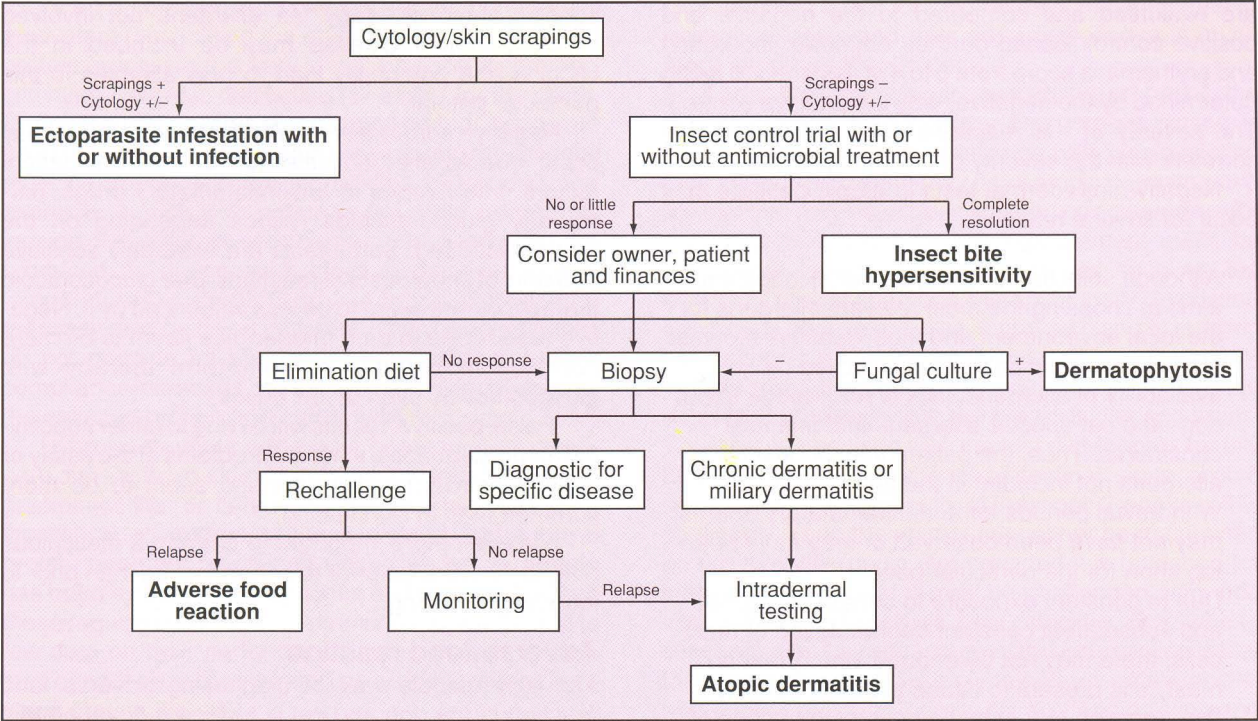 Cytology/skin scrapings
Scrapings +
Cytology +/–
Scrapings –
Cytology +/–
Ectoparasite infestation with
or without infection
Insect control trial with or
without antimicrobial treatment
No or little
response
Complete
resolution
Consider owner, patient
and finances
Insect bite
hypersensitivity
Elimination diet
No response
Biopsy
–
Fungal culture
+
Dermatophytosis
Response
Rechallenge
Diagnostic for
specific disease
Chronic dermatitis or
miliary dermatitis
Relapse
No relapse
Adverse food
reaction
Monitoring
Relapse
Intradermal
testing
Atopic dermatitis